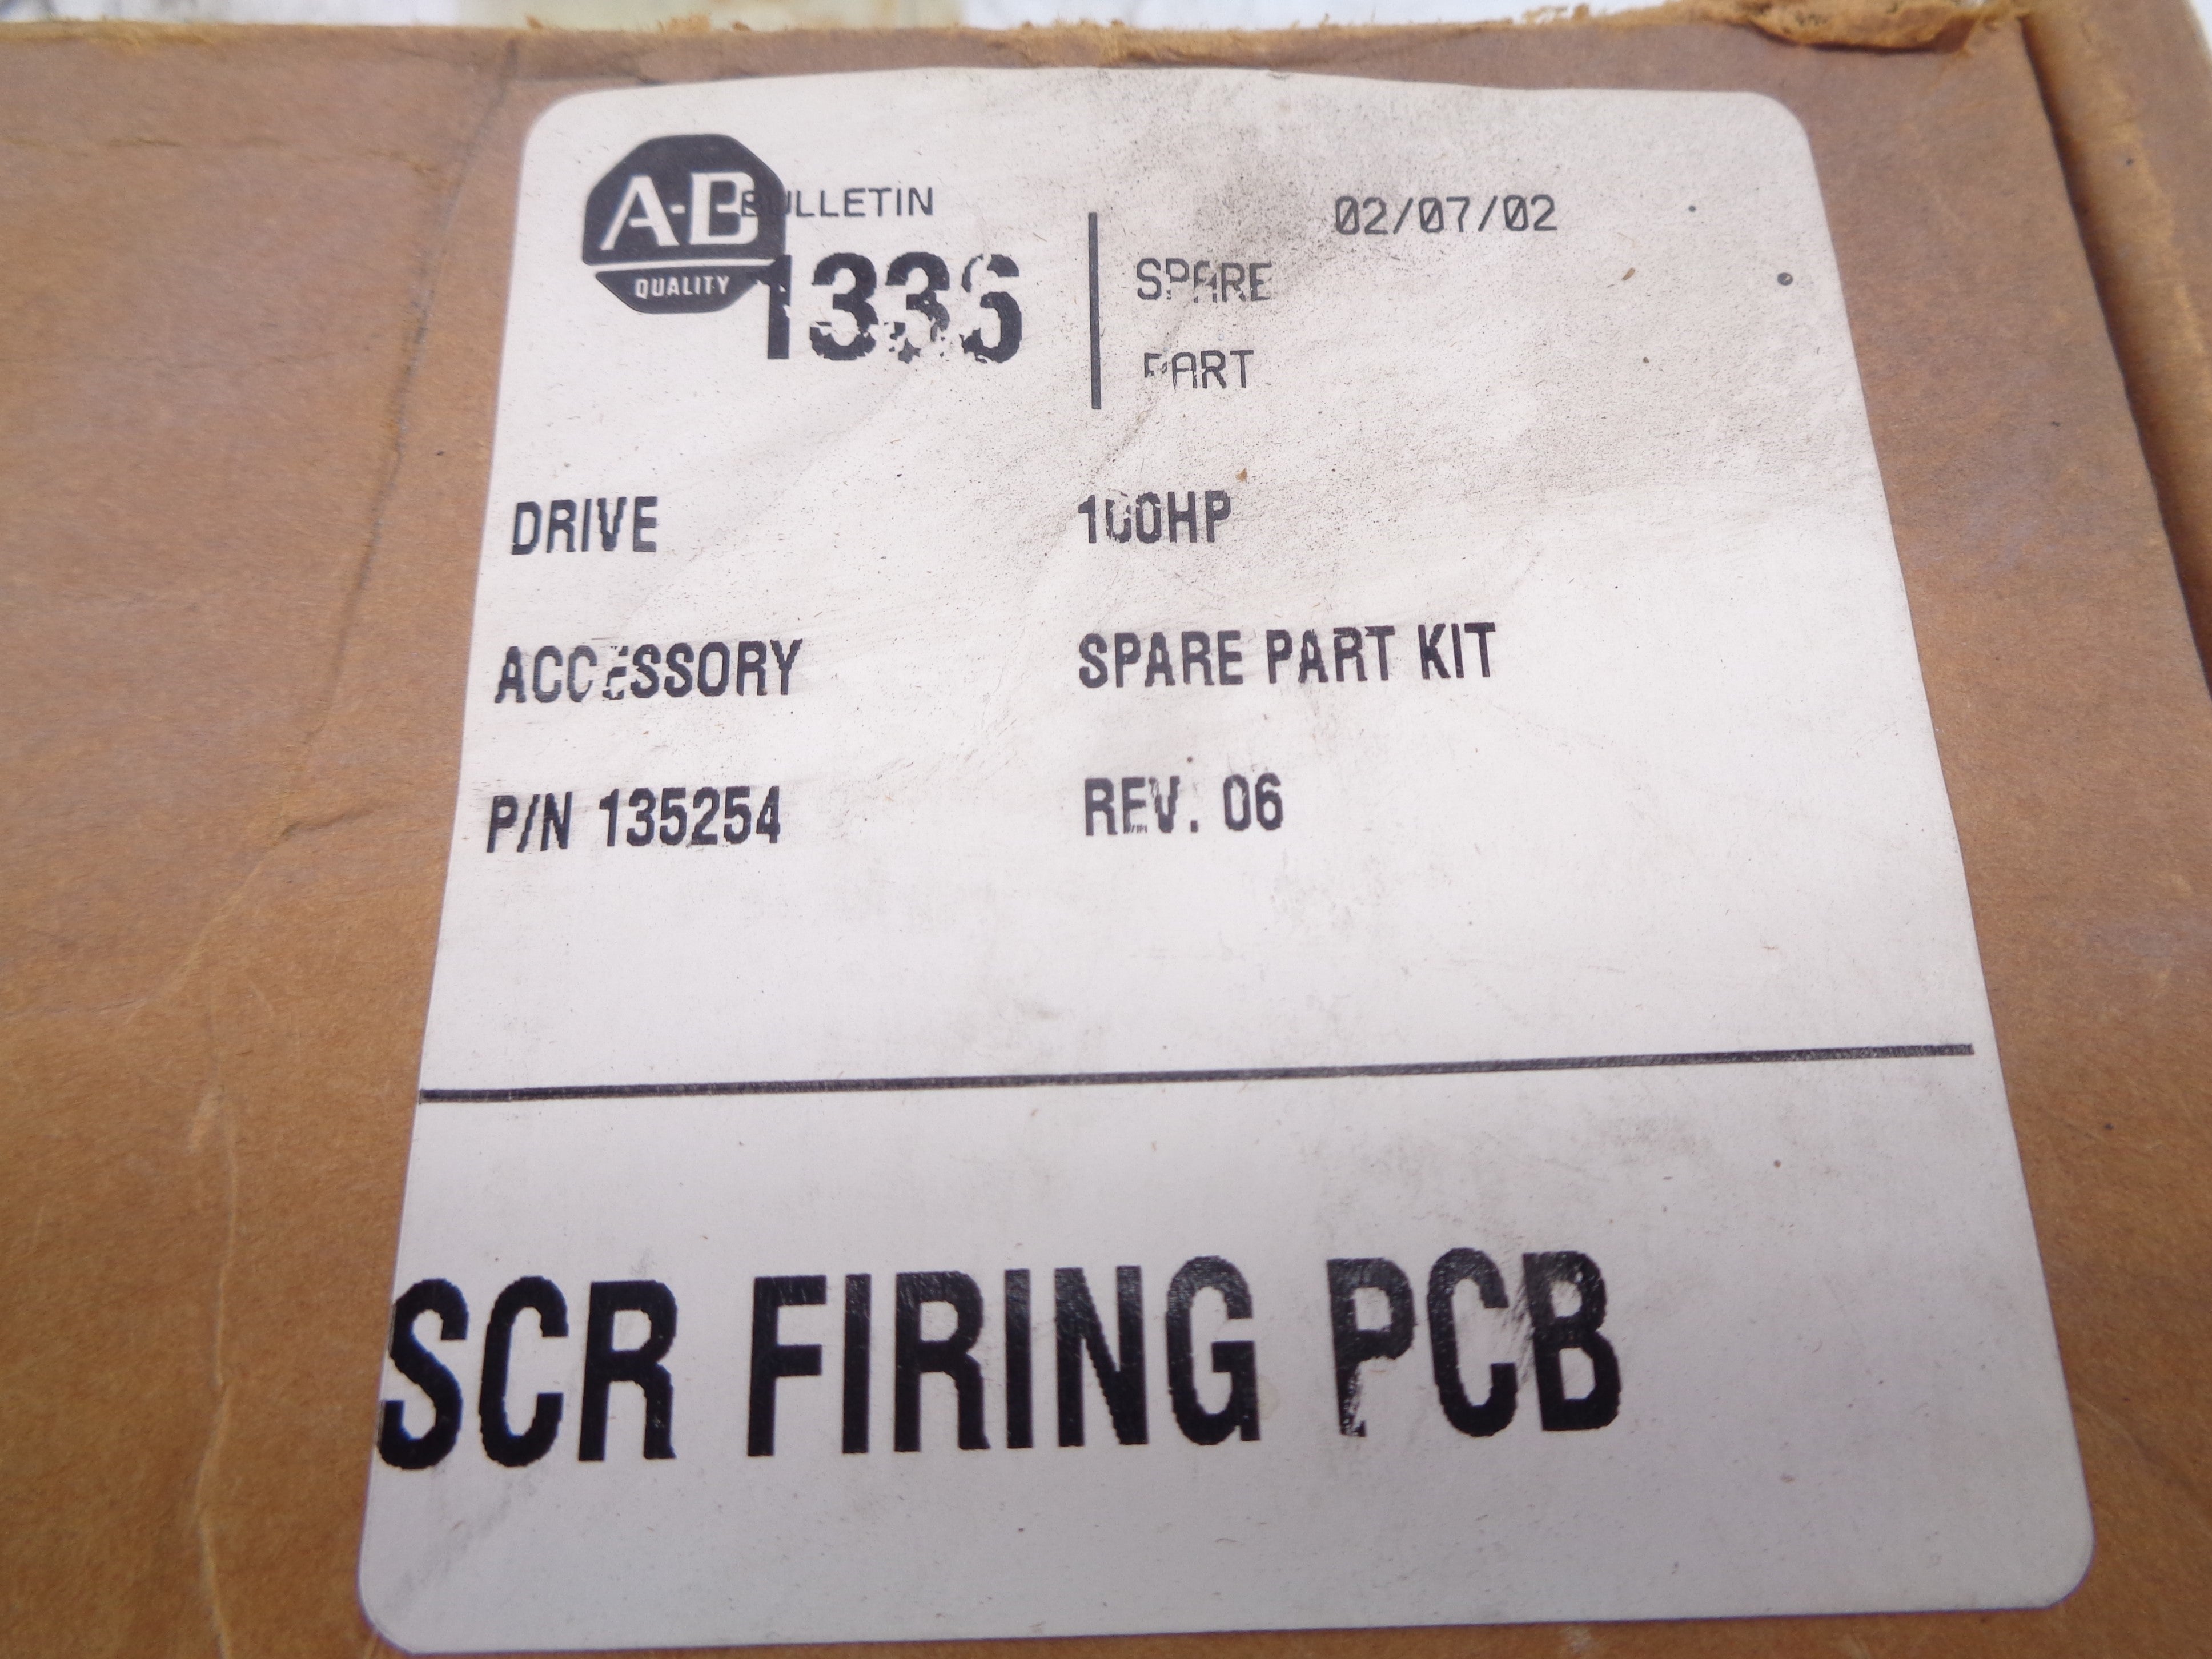 A-B
QUALITY
BULLETIN
1336
SPARE
PART
02/07/02
DRIVE 100HP
ACCESSORY SPARE PART KIT
P/N 135254 REV. 06
SCR FIRING PCB